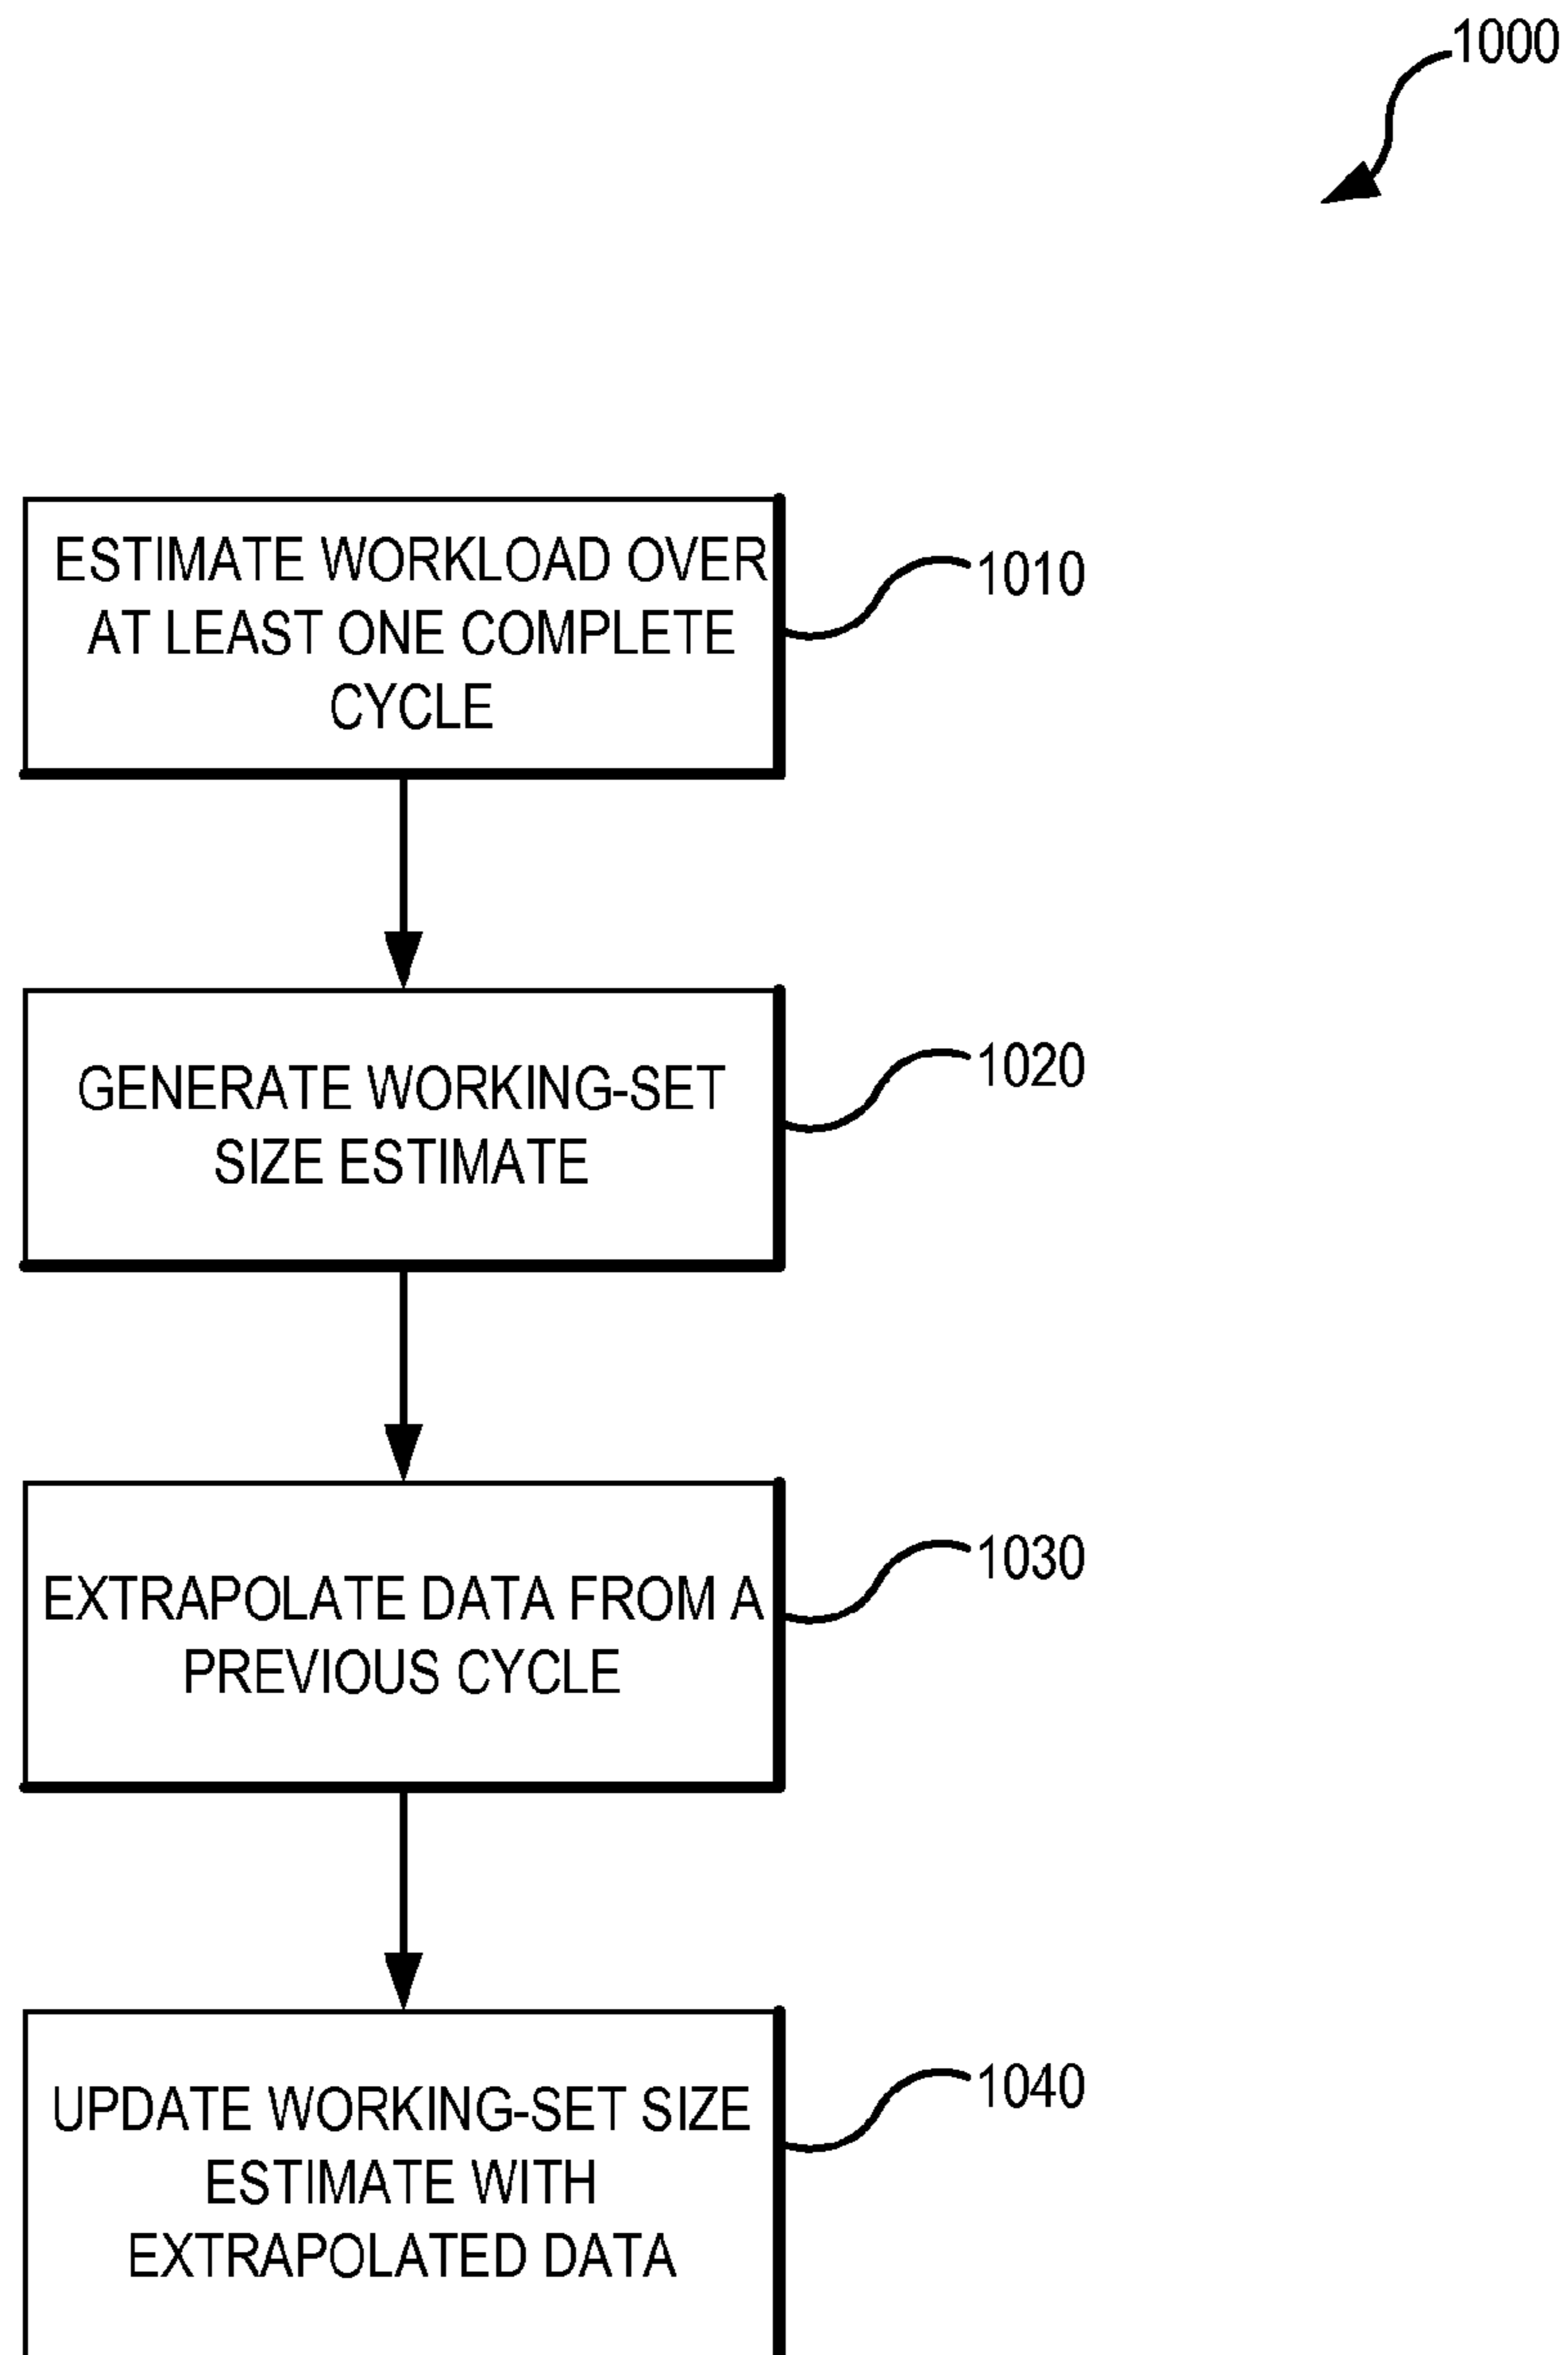 1000
ESTIMATE WORKLOAD OVER
AT LEAST ONE COMPLETE
CYCLE
1010
GENERATE WORKING-SET
SIZE ESTIMATE
1020
EXTRAPOLATE DATA FROM A
PREVIOUS CYCLE
1030
UPDATE WORKING-SET SIZE
ESTIMATE WITH
EXTRAPOLATED DATA
1040